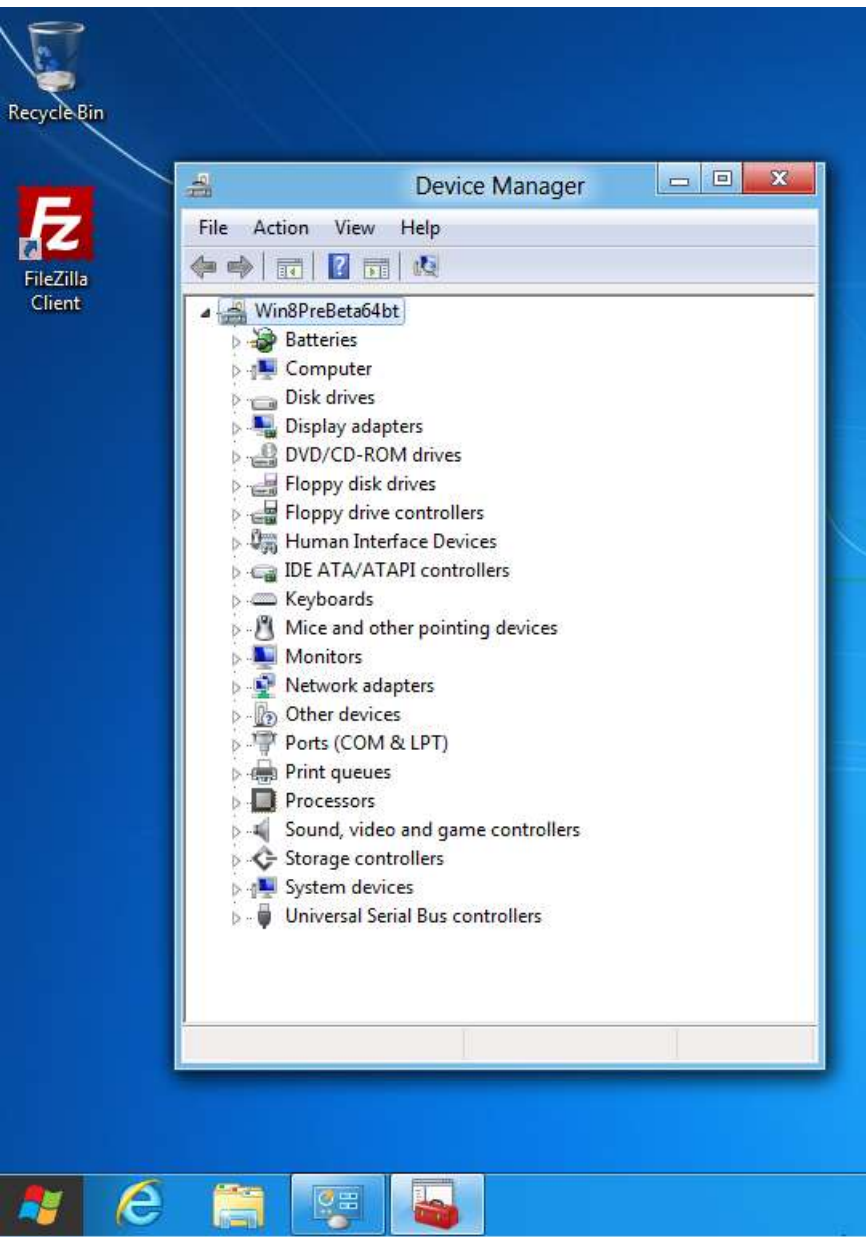 Recycle Bin
Fz
FileZilla
Client
Device Manager
File Action View Help
Win8PreBeta64bt
Batteries
Computer
Disk drives
Display adapters
DVD/CD-ROM drives
Floppy disk drives
Floppy drive controllers
Human Interface Devices
IDE ATA/ATAPI controllers
Keyboards
Mice and other pointing devices
Monitors
Network adapters
Other devices
Ports (COM & LPT)
Print queues
Processors
Sound, video and game controllers
Storage controllers
System devices
Universal Serial Bus controllers